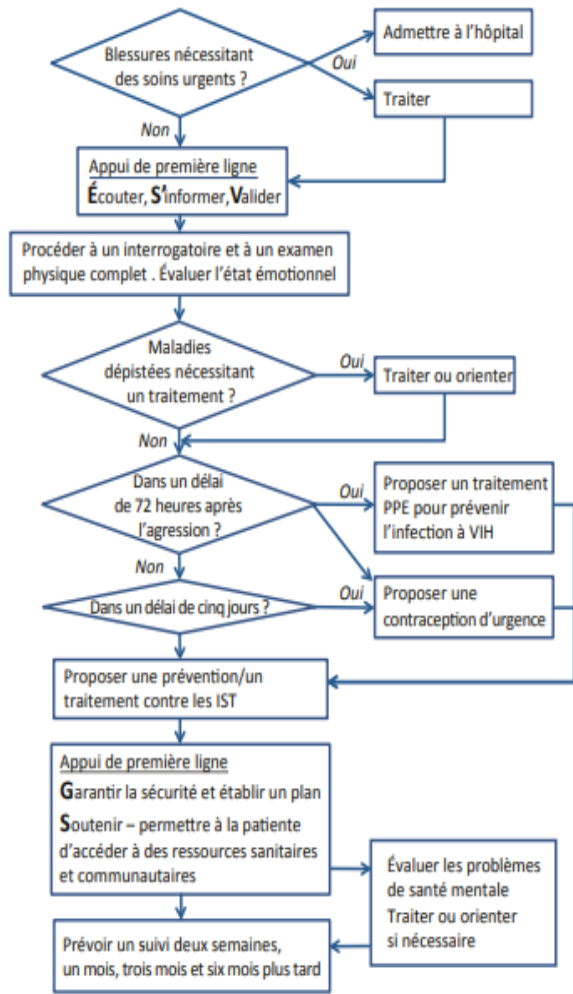 Blessures nécessitant
des soins urgents ?
Oui
Admettre à l'hôpital
Traiter
Non
Appui de première ligne
Écouter, S'informer,Valider
Procéder à un interrogatoire et à un examen
physique complet . Évaluer l'état émotionnel
Maladies
dépistées nécessitant
un traitement ?
Oui
Traiter ou orienter
Non
Dans un délai
de 72 heures après
l'agression ?
Oui
Proposer un traitement
PPE pour prévenir
l'infection à VIH
Non
Dans un délai de cinq jours ?
Oui
Proposer une
contraception d'urgence
Proposer une prévention/un
traitement contre les IST
Appui de première ligne
Garantir la sécurité et établir un plan
Soutenir – permettre à la patiente
d'accéder à des ressources sanitaires
et communautaires
Évaluer les problèmes
de santé mentale
Traiter ou orienter
si nécessaire
Prévoir un suivi deux semaines,
un mois, trois mois et six mois plus tard